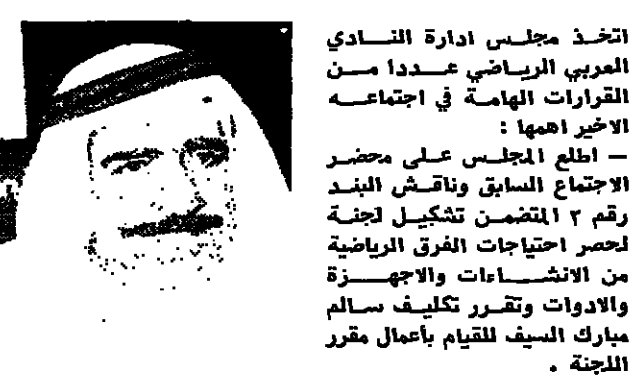 اتخذ مجلس ادارة النادي
العربي الرياضي عددا من
القرارات الهامة في اجتماعه
الاخير اهمها :
— اطلع المجلس على محضر
الاجتماع السابق وناقش البند
رقم ٢ المتضمن تشكيل لجنة
لحصر احتياجات الفرق الرياضية
من الانشاءات والاجهزة
والادوات وتقرر تكليف سالم
مبارك السيف للقيام بأعمال مقرر
اللجنة .